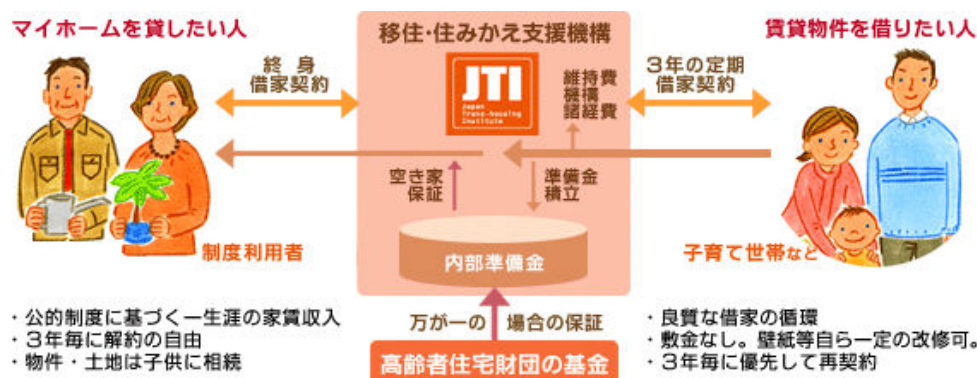 マイホームを貸したい人
移住・住みかえ支援機構
賃貸物件を借りたい人
終身
借家契約
JTI
Japan
Trans-housing
Institute
維持費
機構
諸経費
3年の定期
借家契約
空き家
保証
準備金
積立
制度利用者
内部準備金
子育て世帯など
・公的制度に基づく一生涯の家賃収入
・3年毎に解約の自由
・物件・土地は子供に相続
万が一の 場合の保証
高齢者住宅財団の基金
・良質な借家の循環
・敷金なし。壁紙等自ら一定の改修可。
・3年毎に優先して再契約